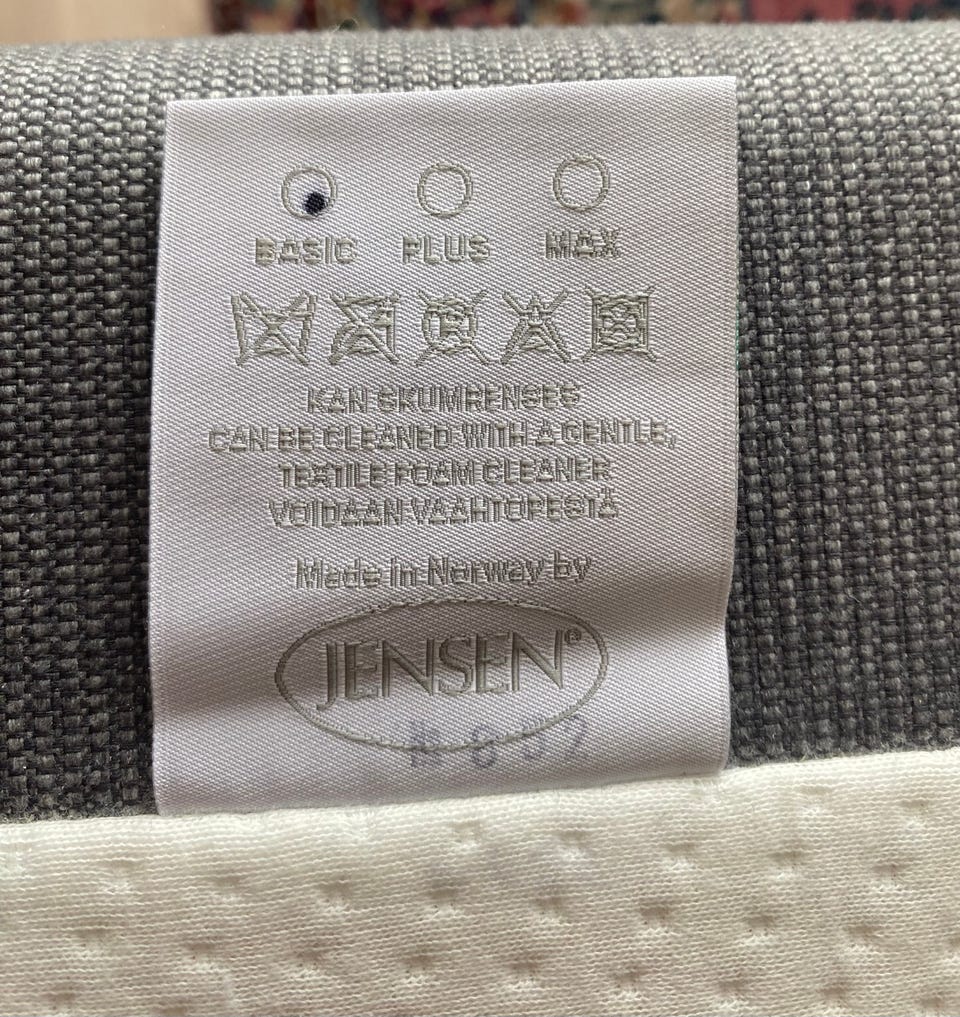 BASIC PLUS MAX
KAN SKUMRENSES
CAN BE CLEANED WITH A GENTLE,
TEXTILE FOAM CLEANER
VOIDAAN VAAHTOPESTÄ
Made in Norway by
JENSEN®